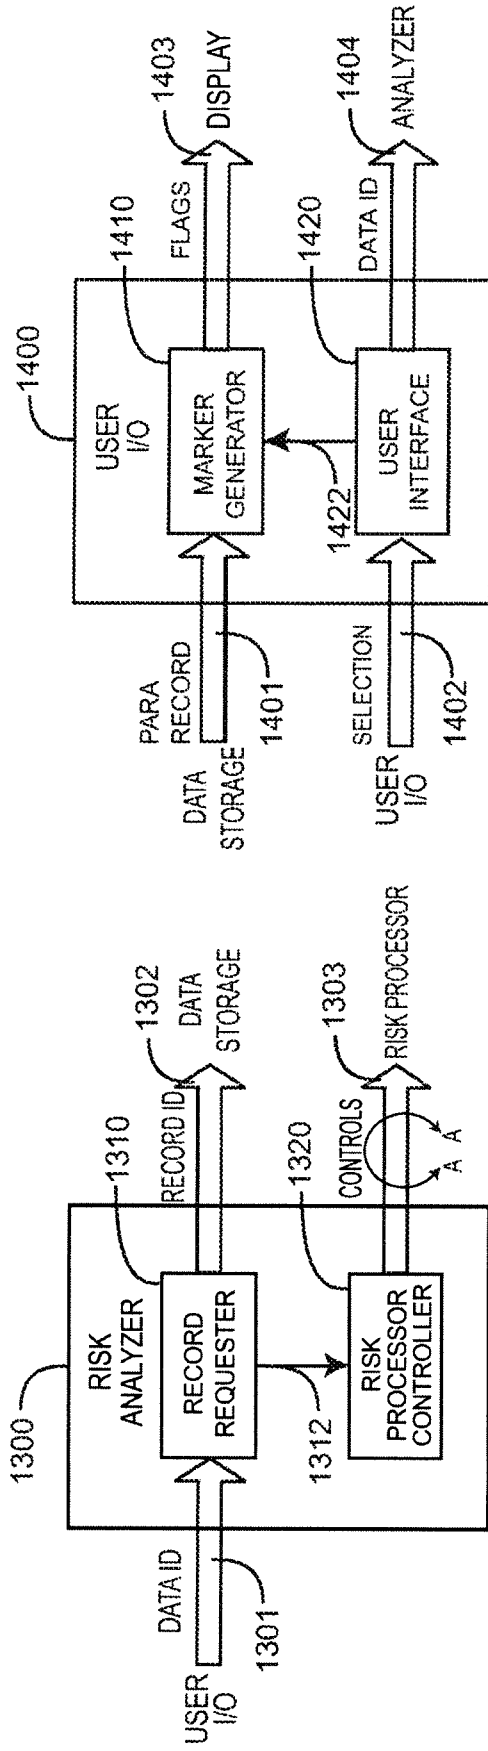 1300
RISK
ANALYZER
1310
RECORD ID
1302
DATA
STORAGE
DATA ID
USER
I/O
1301
RECORD
REQUESTER
1312
1320
CONTROLS
1303
RISK PROCESSOR
A A
RISK
PROCESSOR
CONTROLLER
1400
USER
I/O
1410
FLAGS
1403
DISPLAY
PARA
RECORD
DATA
STORAGE
1401
MARKER
GENERATOR
1422
1420
DATA ID
1404
ANALYZER
SELECTION
USER
I/O
1402
USER
INTERFACE